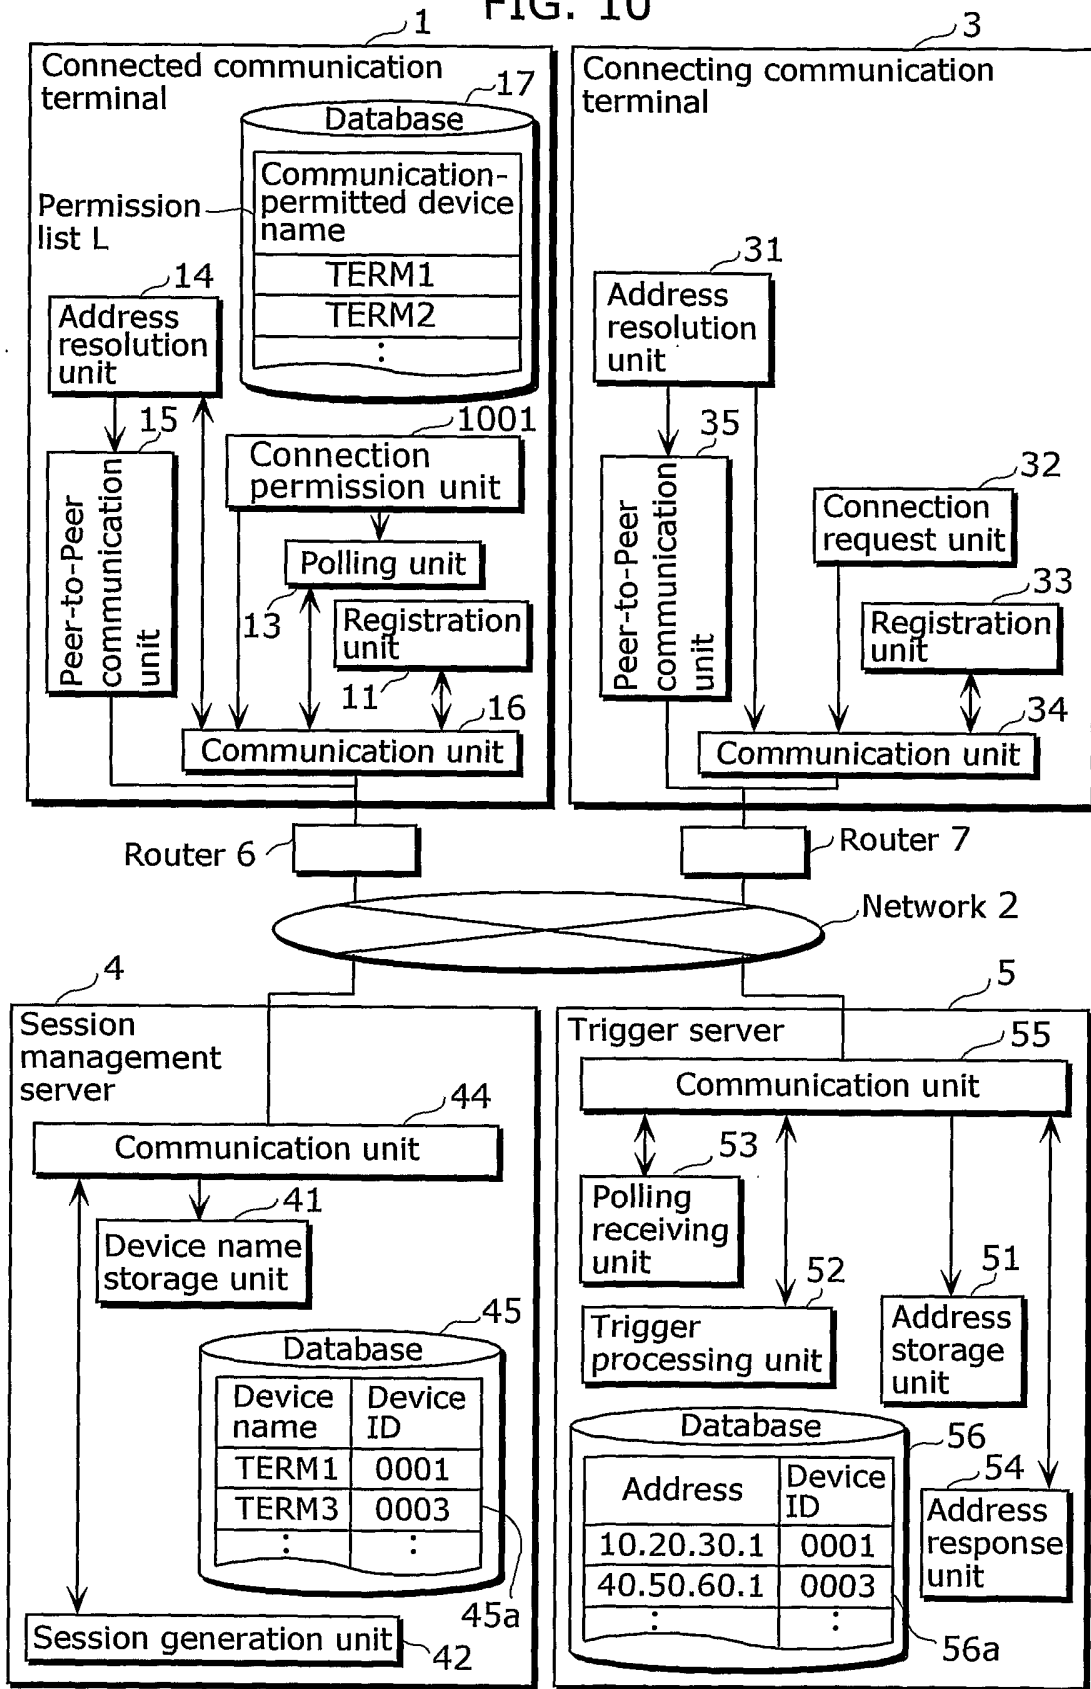 FIG. 10
1
Connected communication
terminal
17
Database
Communication-
permitted device
name
TERM1
TERM2
:
Permission
list L
14
Address
resolution
unit
15
Peer-to-Peer
communication
unit
1001
Connection
permission unit
Polling unit
13
Registration
unit
11
16
Communication unit
3
Connecting communication
terminal
31
Address
resolution
unit
35
Peer-to-Peer
communication
unit
32
Connection
request unit
33
Registration
unit
34
Communication unit
Router 6
Router 7
Network 2
4
Session
management
server
44
Communication unit
41
Device name
storage unit
45
Database
Device name Device ID
TERM1 0001
TERM3 0003
: :
45a
Session generation unit
42
5
Trigger server
55
Communication unit
53
Polling
receiving
unit
52
Trigger
processing unit
51
Address
storage
unit
Database
56
Address Device ID
10.20.30.1 0001
40.50.60.1 0003
: :
56a
54
Address
response
unit